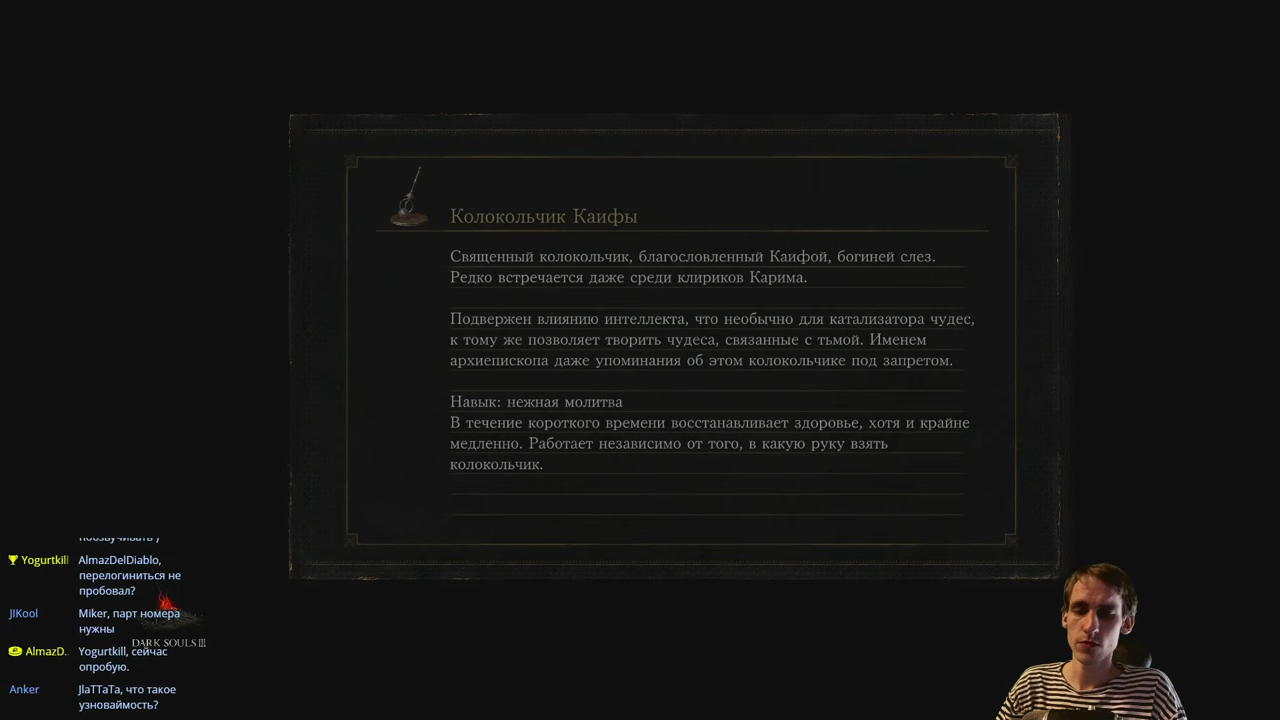 Колокольчик Каифы
Священный колокольчик, благословленный Каифой, богиней слез.
Редко встречается даже среди клириков Карима.
Подвержен влиянию интеллекта, что необычно для катализатора чудес,
к тому же позволяет творить чудеса, связанные с тьмой. Именем
архиепископа даже упоминания об этом колокольчике под запретом.
Навык: нежная молитва
В течение короткого времени восстанавливает здоровье, хотя и крайне
медленно. Работает независимо от того, в какую руку взять
колокольчик.
Yogurtkill AlmazDelDiablo,
перелогиниться не
пробовал?
JIKool Miker, парт номера
нужны
DARK SOULS III
AlmazD.. Yogurtkill, сейчас
опробую.
Anker JlaTTaTa, что такое
узноваймость?